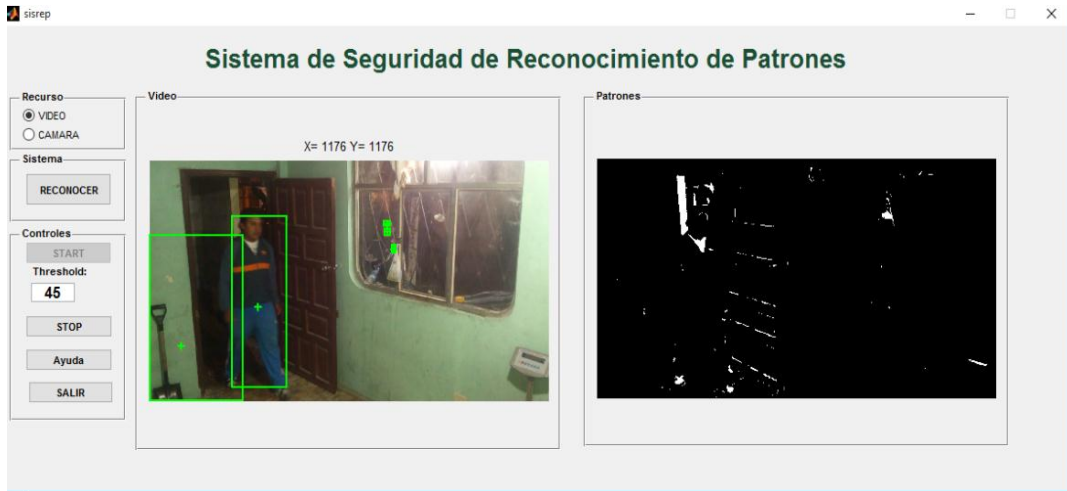 sisrep
Sistema de Seguridad de Reconocimiento de Patrones
Recurso
VIDEO
CAMARA
Sistema
RECONOCER
Controles
START
Threshold:
45
STOP
Ayuda
SALIR
Video
X= 1176 Y= 1176
Patrones